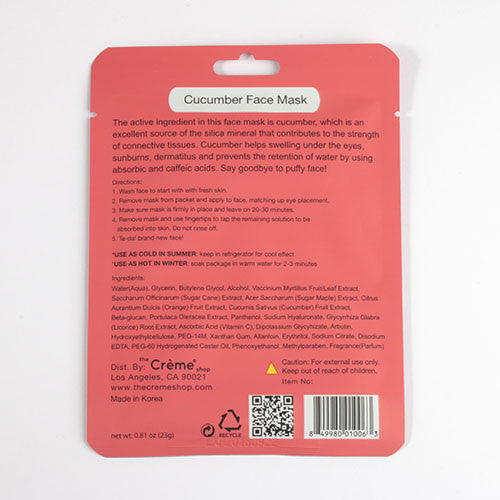 Cucumber Face Mask
The active ingredient in this face mask is cucumber, which is an
excellent source of the silica mineral that contributes to the strength
of connective tissues. Cucumber helps swelling under the eyes,
sunburns, dermatitus and prevents the retention of water by using
absorbic and caffeic acids. Say goodbye to puffy face!
Directions:
1. Wash face to start with with fresh skin.
2. Remove mask from packet and apply to face, matching up eye placement.
3. Make sure mask is firmly in place and leave on 20-30 minutes.
4. Remove mask and use fingertips to tap the remaining solution to be
absorbed into skin. Do not rinse off.
5. Ta-da! brand new face!
*USE AS COLD IN SUMMER: keep in refrigerator for cool effect
*USE AS HOT IN WINTER: soak package in warm water for 2-3 minutes
Ingredients:
Water(Aqua), Glycerin, Butylene Glycol, Alcohol, Vaccinium Myrtillus Fruit/Leaf Extract,
Saccharum Officinarum (Sugar Cane) Extract, Acer Saccharum (Sugar Maple) Extract, Citrus
Aurantium Dulcis (Orange) Fruit Extract, Cucumis Sativus (Cucumber) Fruit Extract,
Beta-glucan, Portulaca Oleracea Extract, Panthenol, Sodium Hyaluronate, Glycyrrhiza Glabra
(Licorice) Root Extract, Ascorbic Acid (Vitamin C), Dipotassium Glycyrhizate, Arbulin,
Hydroxyethylcellulose, PEG-14M, Xanthan Gum, Allantoin, Erythritol, Sodium Citrate, Disodium
EDTA, PEG-60 Hydrogenated Caster Oil, Phenoxyethanol, Methylparaben, Fragrance(Parfum)
Dist. By: the Crème shop
Los Angeles, CA 90021
www.thecremeshop.com
Made in Korea
Caution: For external use only.
Keep out of reach of children.
Item No:
net wt: 0.81 oz (23g)
RECYCLE
8 49980 01006 3